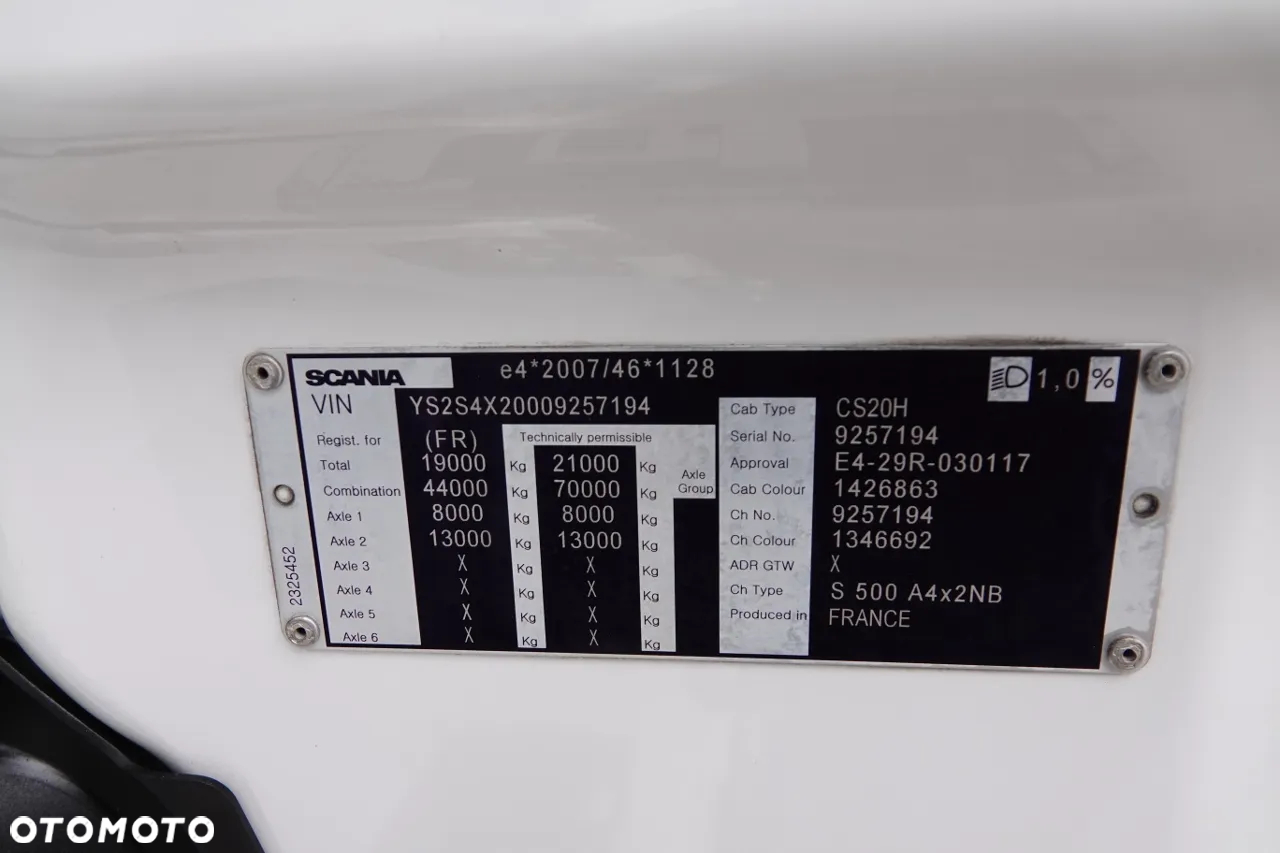 SCANIA e4*2007/46*1128 1,0 %
VIN YS2S4X20009257194
Regist. for (FR) Technically permissible
Total 19000 Kg 21000 Kg
Combination 44000 Kg 70000 Kg Axle Group
Axle 1 8000 Kg 8000 Kg
Axle 2 13000 Kg 13000 Kg
Axle 3 X Kg X Kg
Axle 4 X Kg X Kg
Axle 5 X Kg X Kg
Axle 6 X Kg X Kg
Cab Type CS20H
Serial No. 9257194
Approval E4-29R-030117
Cab Colour 1426863
Ch No. 9257194
Ch Colour 1346692
ADR GTW X
Ch Type S 500 A4x2NB
Produced in FRANCE
2325452
OTOMOTO